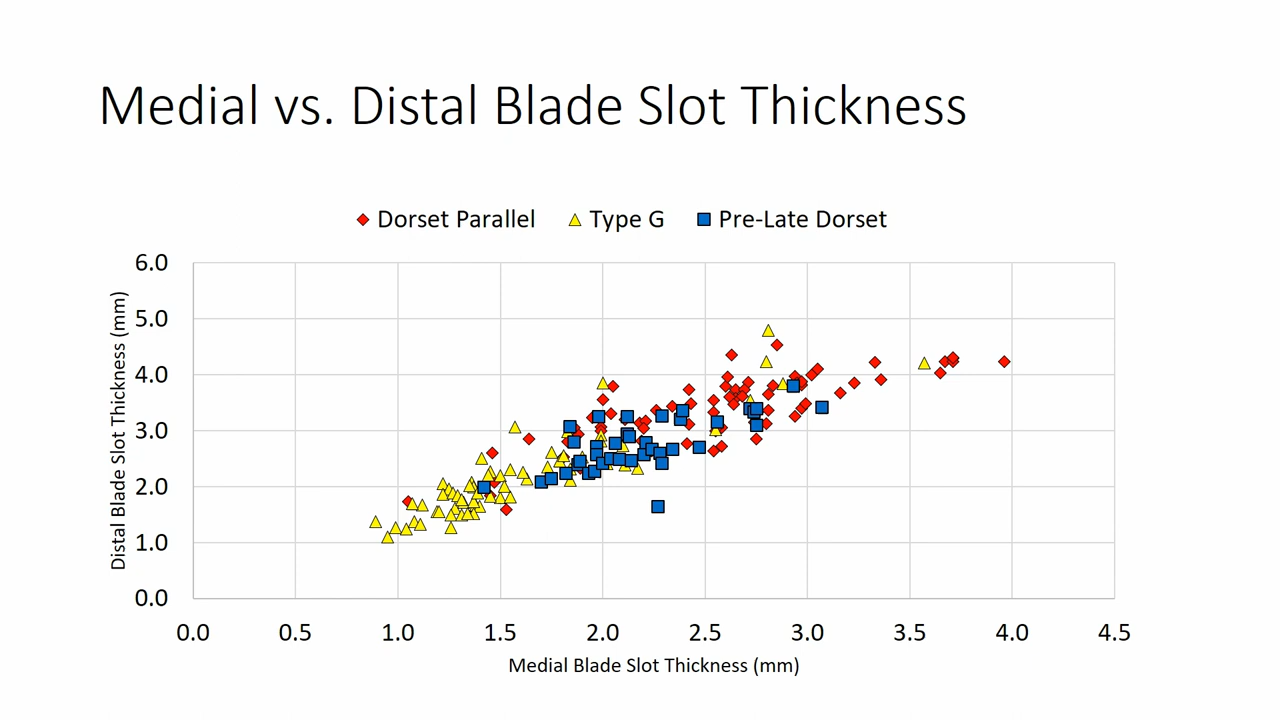 Medial vs. Distal Blade Slot Thickness
Dorset Parallel Type G Pre-Late Dorset
Distal Blade Slot Thickness (mm)
6.0
5.0
4.0
3.0
2.0
1.0
0.0
0.0 0.5 1.0 1.5 2.0 2.5 3.0 3.5 4.0 4.5
Medial Blade Slot Thickness (mm)